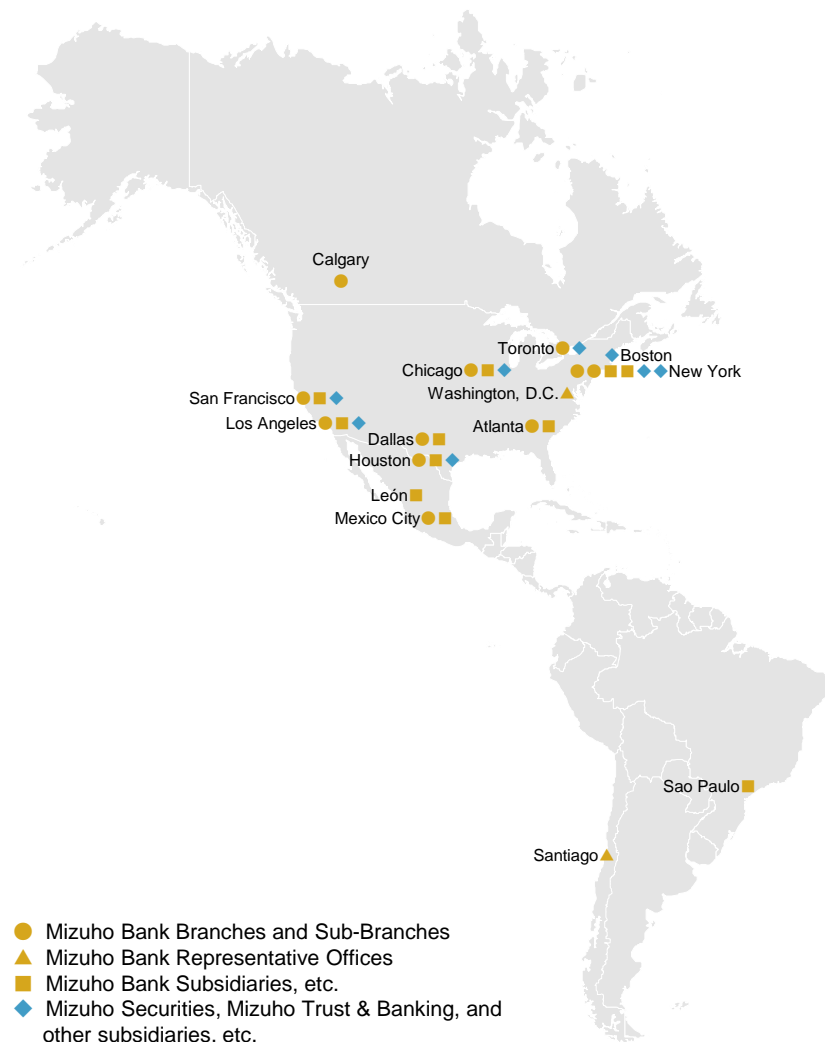 Calgary
Toronto
Boston
Chicago
New York
Washington, D.C.
San Francisco
Los Angeles
Atlanta
Dallas
Houston
León
Mexico City
Sao Paulo
Santiago
Mizuho Bank Branches and Sub-Branches
Mizuho Bank Representative Offices
Mizuho Bank Subsidiaries, etc.
Mizuho Securities, Mizuho Trust & Banking, and
other subsidiaries, etc.